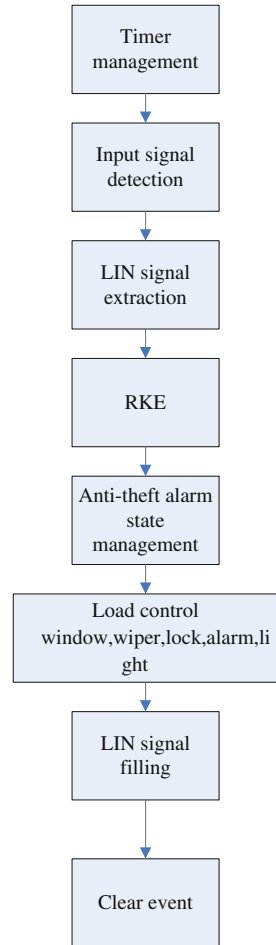 Timer
management
Input signal
detection
LIN signal
extraction
RKE
Anti-theft alarm
state
management
Load control
window,wiper,lock,alarm,li
ght
LIN signal
filling
Clear event